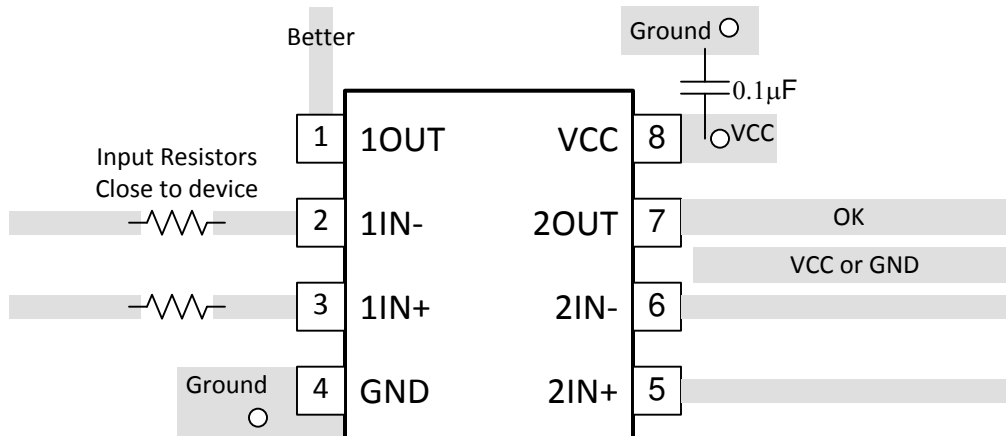 Better
Ground
0.1µF
1 1OUT VCC 8 VCC
Input Resistors
Close to device
2 1IN- 2OUT 7 OK
VCC or GND
3 1IN+ 2IN- 6
Ground
4 GND 2IN+ 5